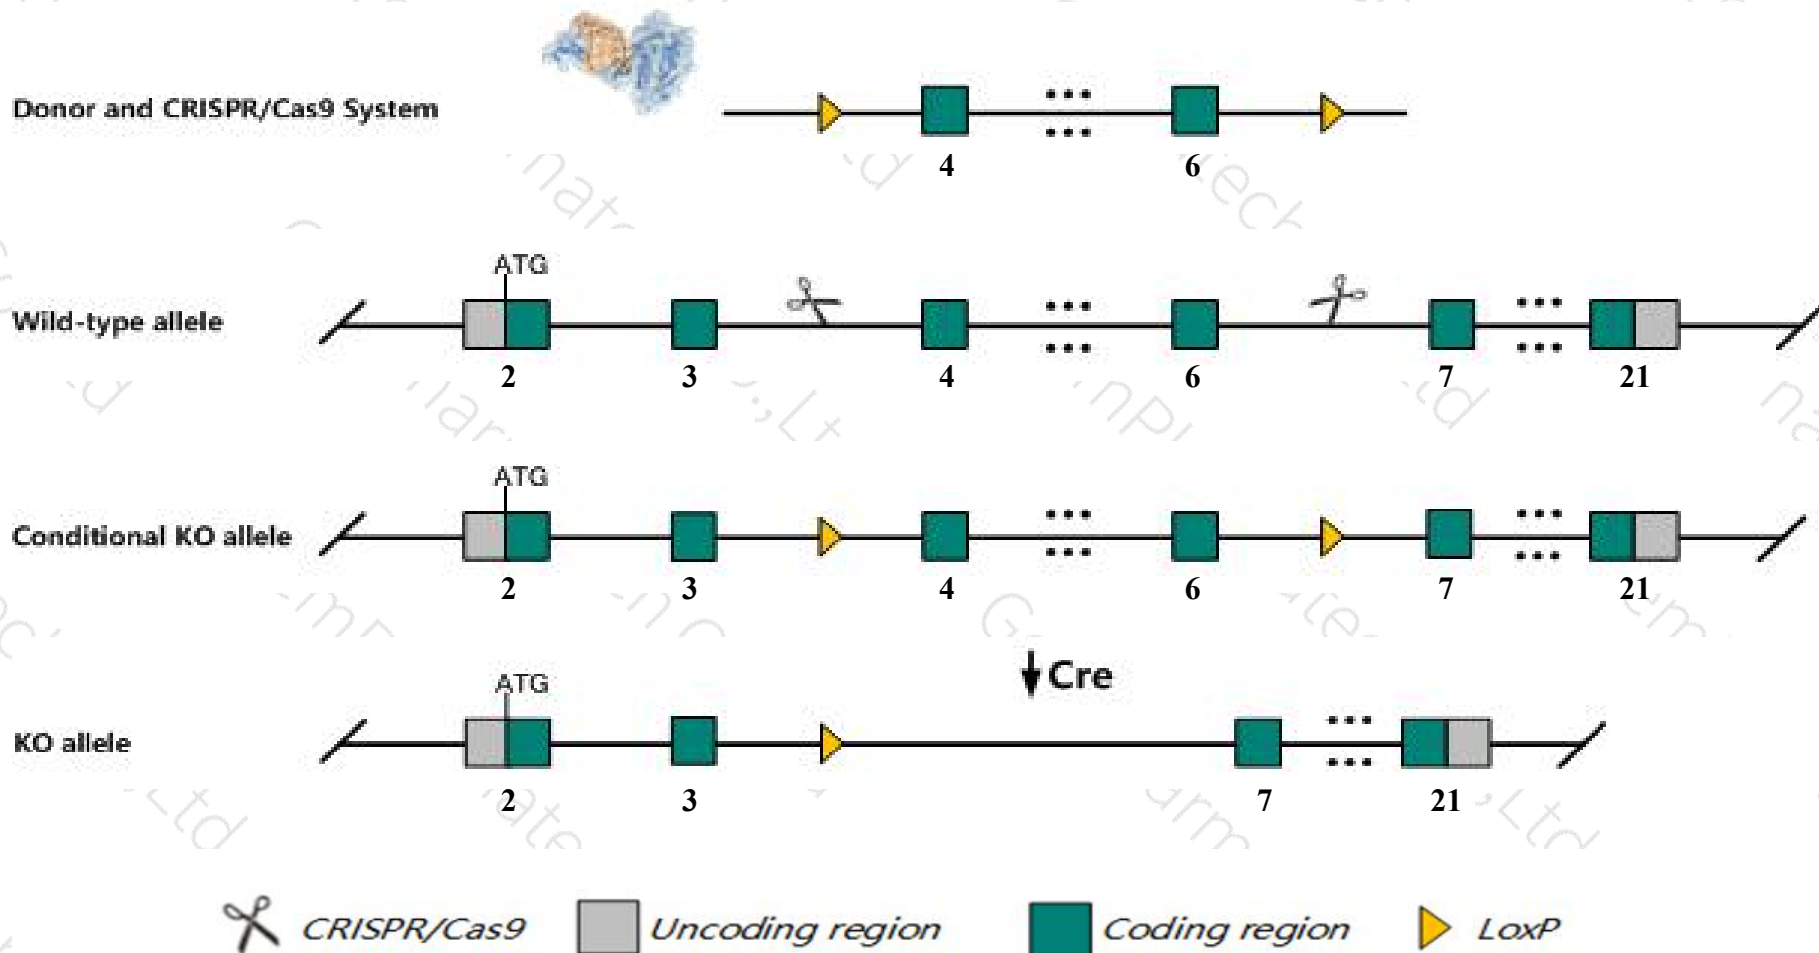 Donor and CRISPR/Cas9 System
4 6
ATG
Wild-type allele
2 3 4 6 7 21
ATG
Conditional KO allele
2 3 4 6 7 21
Cre
ATG
KO allele
2 3 7 21
CRISPR/Cas9 Uncoding region Coding region LoxP